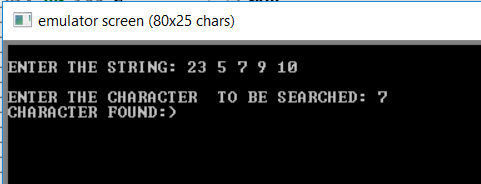 emulator screen (80x25 chars)
ENTER THE STRING: 23 5 7 9 10
ENTER THE CHARACTER  TO BE SEARCHED: 7
CHARACTER FOUND:>